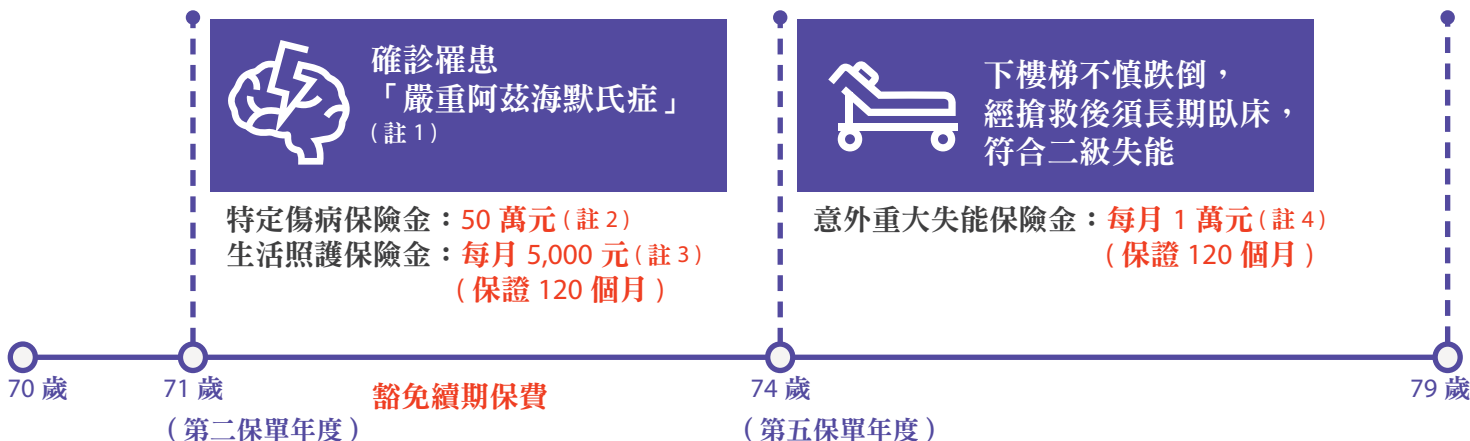 確診罹患
「嚴重阿茲海默氏症」
(註 1)
特定傷病保險金：50 萬元(註 2)
生活照護保險金：每月 5,000 元(註 3)
(保證 120 個月)
下樓梯不慎跌倒，
經搶救後須長期臥床，
符合二級失能
意外重大失能保險金：每月 1 萬元(註 4)
(保證 120 個月)
70 歲
71 歲
(第二保單年度)
豁免續期保費
74 歲
(第五保單年度)
79 歲